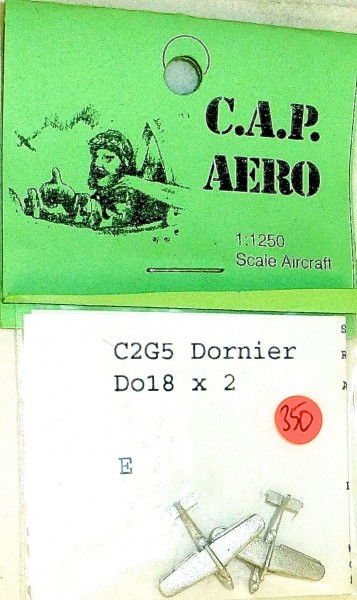 C.A.P.
AERO
1:1250
Scale Aircraft
C2G5 Dornier
Do18 x 2
350
E
S
R
A